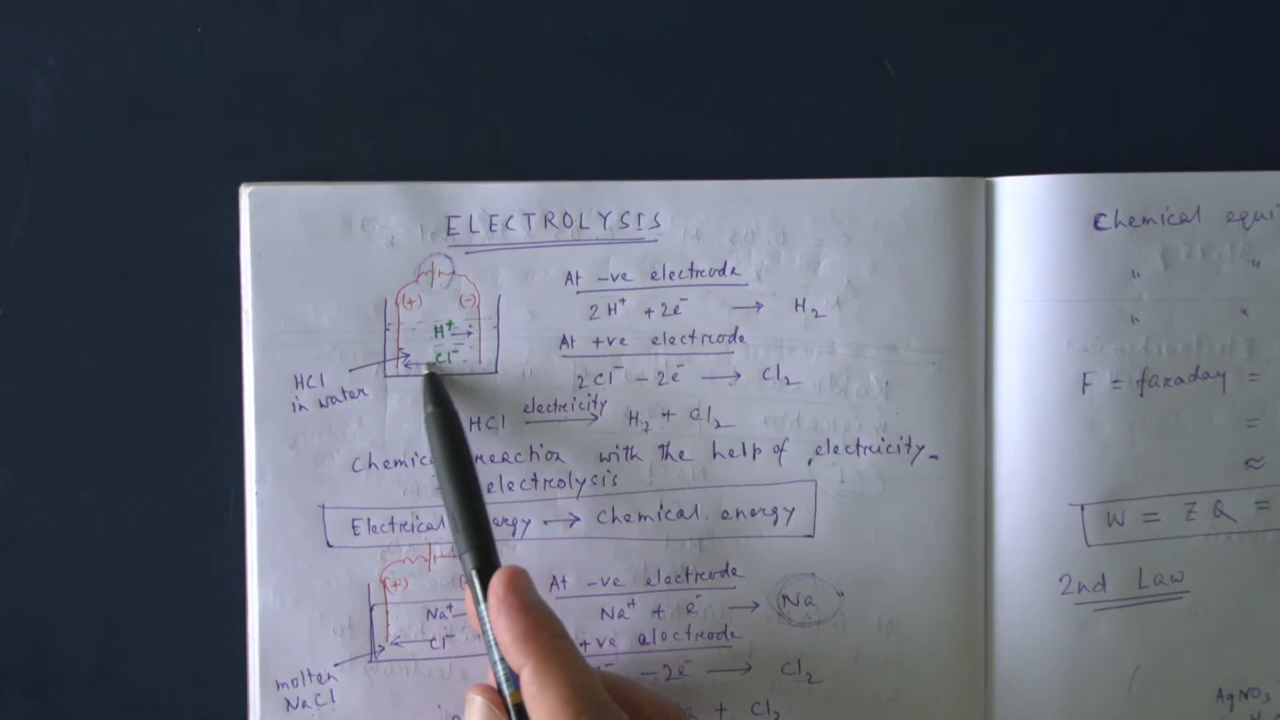 ELECTROLYSIS
(+) (-)
H⁺ →
← Cl⁻
HCl
in water
At -ve electrode
2H⁺ + 2e⁻ → H₂
At +ve electrode
2Cl⁻ - 2e⁻ → Cl₂
HCl electricity → H₂ + Cl₂
reaction with the help of electricity
electrolysis
Electrical → Chemical energy
(+)
Na⁺
← Cl⁻
molten
NaCl
At -ve electrode
Na⁺ + e⁻ → Na
+ve electrode
- 2e⁻ → Cl₂
+ Cl₂
Chemical
" "
" "
F = faraday =
=
≈
W = ZQ =
2nd Law
AgNO₃